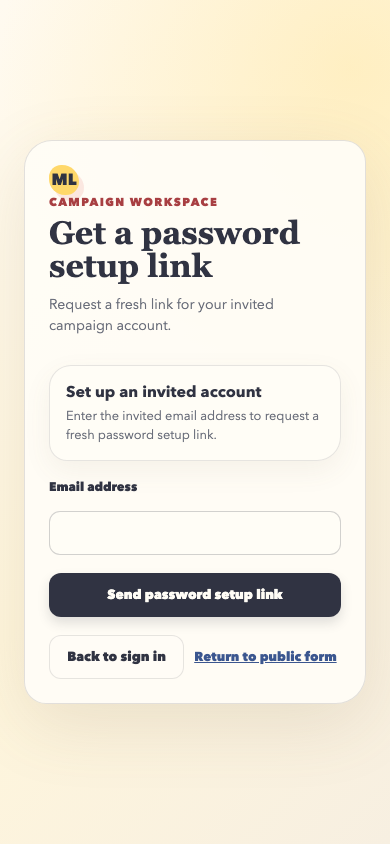 ML
CAMPAIGN WORKSPACE
Get a password
setup link
Request a fresh link for your invited
campaign account.
Set up an invited account
Enter the invited email address to request a
fresh password setup link.
Email address
Send password setup link
Back to sign in
Return to public form